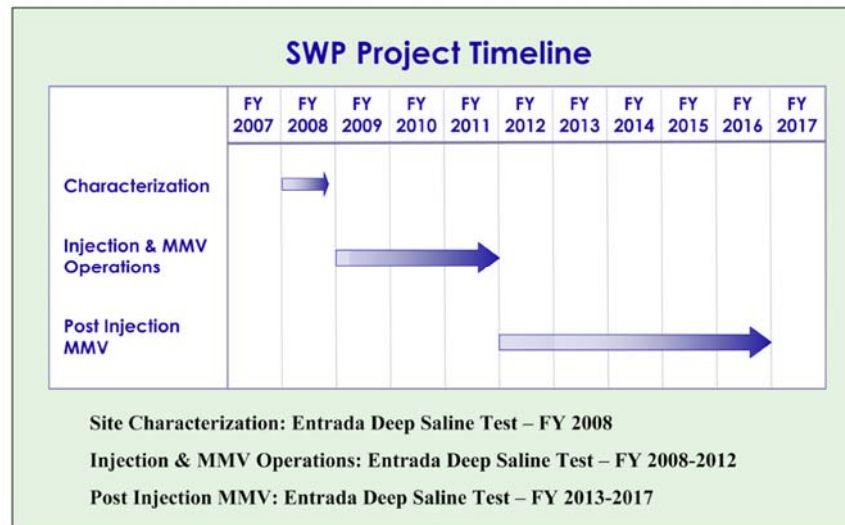 SWP Project Timeline
FY FY FY FY FY FY FY FY FY FY FY
2007 2008 2009 2010 2011 2012 2013 2014 2015 2016 2017
Characterization
Injection & MMV
Operations
Post Injection
MMV
Site Characterization: Entrada Deep Saline Test – FY 2008
Injection & MMV Operations: Entrada Deep Saline Test – FY 2008-2012
Post Injection MMV: Entrada Deep Saline Test – FY 2013-2017